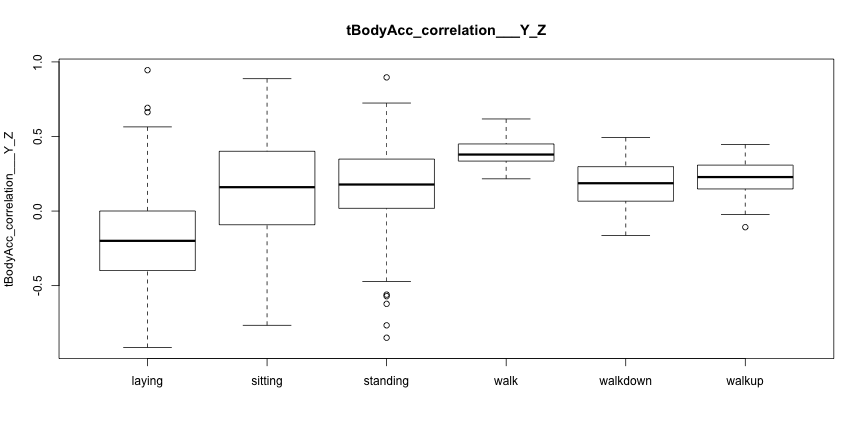 tBodyAcc_correlation___Y_Z
tBodyAcc_correlation___Y_Z
1.0
0.5
0.0
-0.5
laying sitting standing walk walkdown walkup